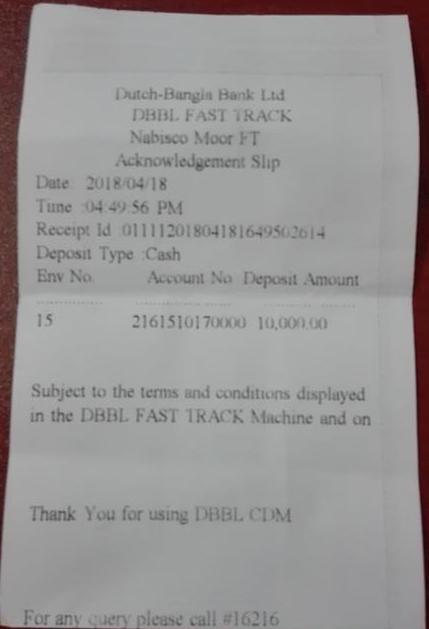 Dutch-Bangla Bank Ltd
DBBL FAST TRACK
Nabisco Moor FT
Acknowledgement Slip
Date: 2018/04/18
Time :04:49:56 PM
Receipt Id :011112018041816495026​14
Deposit Type :Cash
Env No. Account No Deposit Amount
15 2161510170000 10,000.00
Subject to the terms and conditions displayed
in the DBBL FAST TRACK Machine and on
Thank You for using DBBL CDM
For any query please call #16216